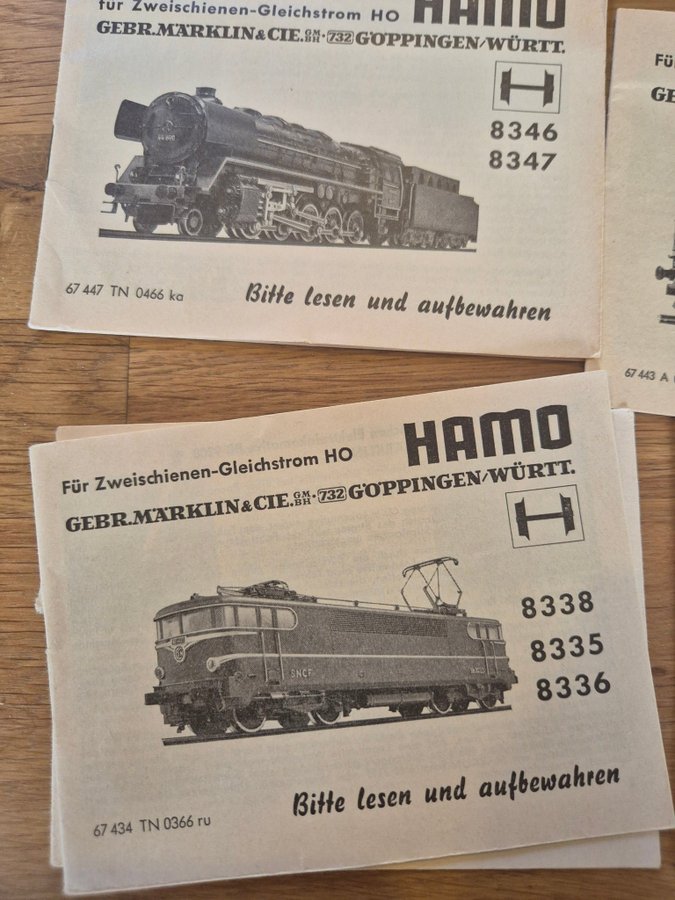 für Zweischienen-Gleichstrom HO HAMO
GEBR. MÄRKLIN & CIE. GMBH · 732 GÖPPINGEN/WÜRTT.
8346
8347
67 447 TN 0466 ka
Bitte lesen und aufbewahren
Fü
GE
67 443 A
Für Zweischienen-Gleichstrom HO HAMO
GEBR. MÄRKLIN & CIE. GMBH · 732 GÖPPINGEN/WÜRTT.
8338
8335
8336
SNCF
67 434 TN 0366 ru
Bitte lesen und aufbewahren